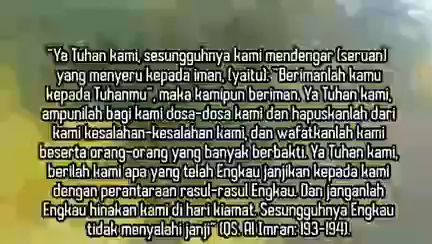 "Ya Tuhan kami, sesungguhnya kami mendengar (seruan)
yang menyeru kepada iman, (yaitu): "Berimanlah kamu
kepada Tuhanmu", maka kamipun beriman. Ya Tuhan kami,
ampunilah bagi kami dosa-dosa kami dan hapuskanlah dari
kami kesalahan-kesalahan kami, dan wafatkanlah kami
beserta orang-orang yang banyak berbakti. Ya Tuhan kami,
berilah kami apa yang telah Engkau janjikan kepada kami
dengan perantaraan rasul-rasul Engkau. Dan janganlah
Engkau hinakan kami di hari kiamat. Sesungguhnya Engkau
tidak menyalahi janji" (QS. Al Imran: 193-194).